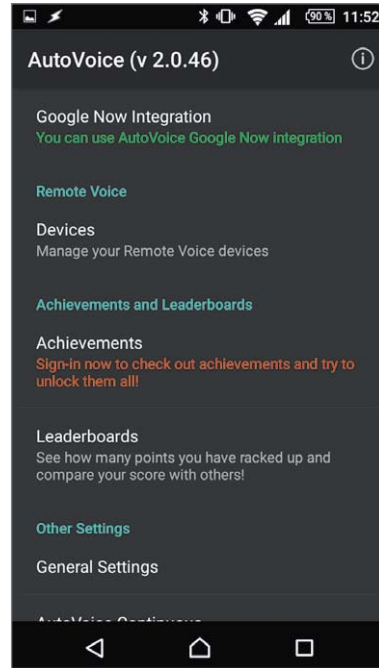 90% 11:52
AutoVoice (v 2.0.46)
Google Now Integration
You can use AutoVoice Google Now integration
Remote Voice
Devices
Manage your Remote Voice devices
Achievements and Leaderboards
Achievements
Sign-in now to check out achievements and try to
unlock them all!
Leaderboards
See how many points you have racked up and
compare your score with others!
Other Settings
General Settings
AutoVoice Continuous